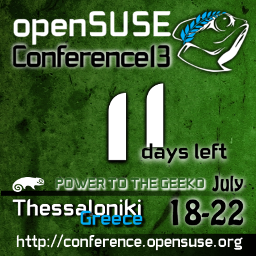 openSUSE
Conference13
11
days left
POWER TO THE GEEKO July
Thessaloniki
Greece
18-22
http://conference.opensuse.org